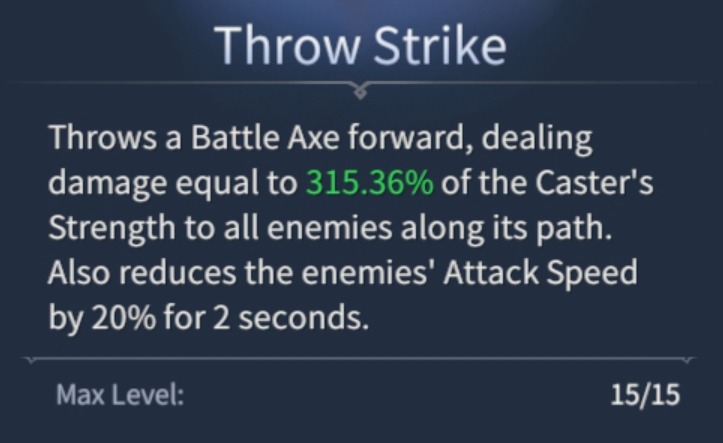 Throw Strike
Throws a Battle Axe forward, dealing
damage equal to 315.36% of the Caster's
Strength to all enemies along its path.
Also reduces the enemies' Attack Speed
by 20% for 2 seconds.
Max Level: 15/15